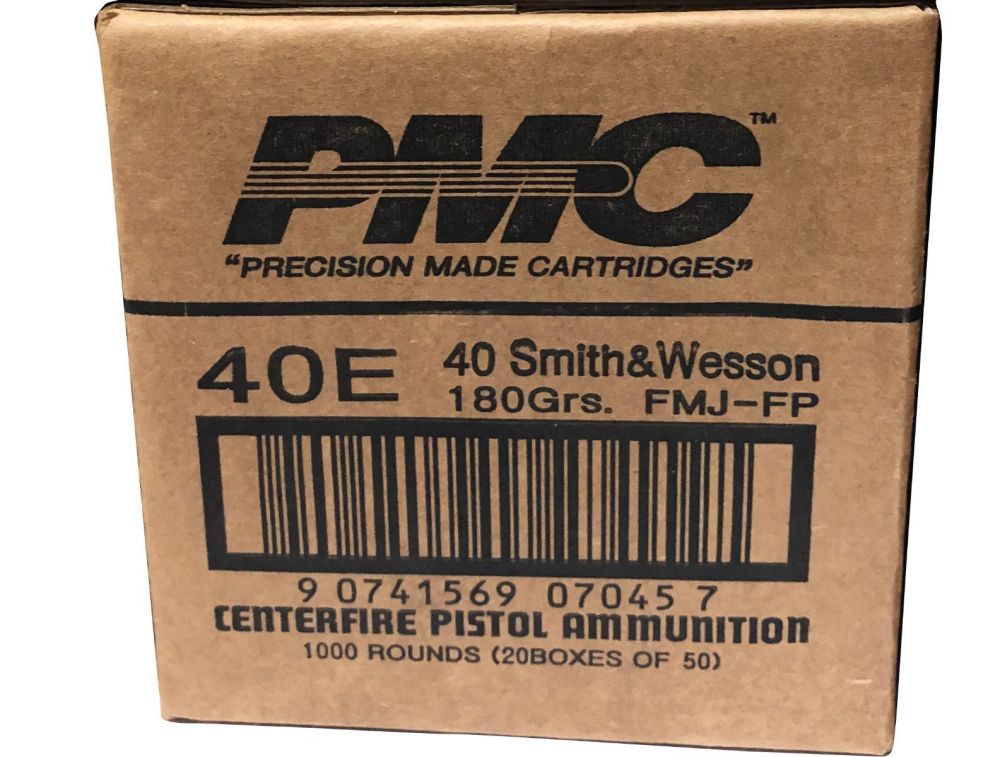 PMC™
“PRECISION MADE CARTRIDGES”
40E
40 Smith&Wesson
180Grs. FMJ-FP
9 0741569 07045 7
CENTERFIRE PISTOL AMMUNITION
1000 ROUNDS (20BOXES OF 50)